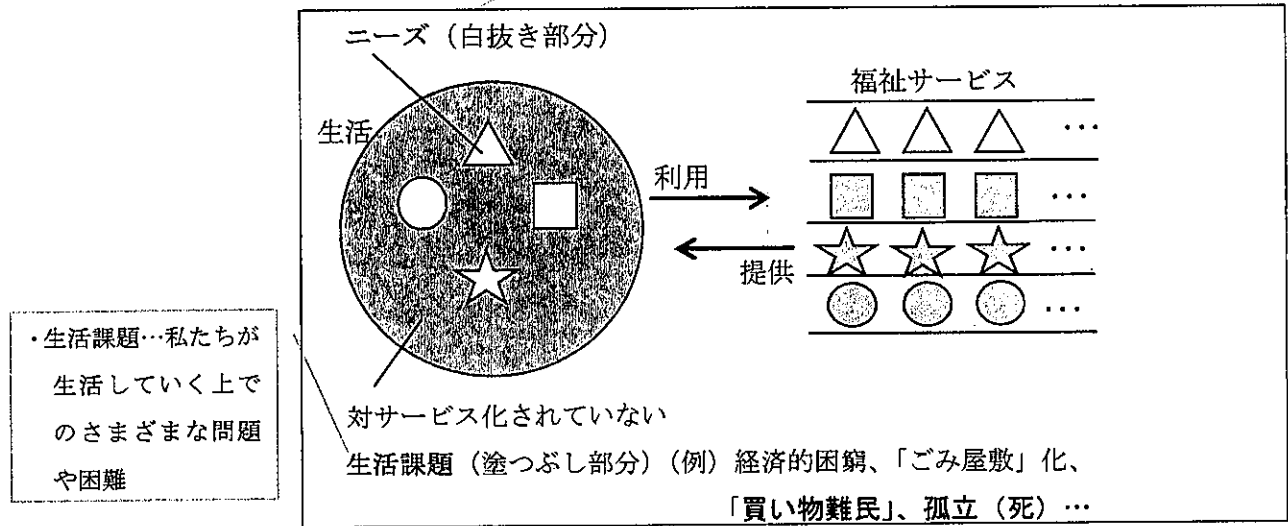 ニーズ（白抜き部分）
福祉サービス
生活
…
利用
…
提供
…
…
・生活課題…私たちが
生活していく上で
のさまざまな問題
や困難
対サービス化されていない
生活課題（塗つぶし部分）（例）経済的困窮、「ごみ屋敷」化、
「買い物難民」、孤立（死）…